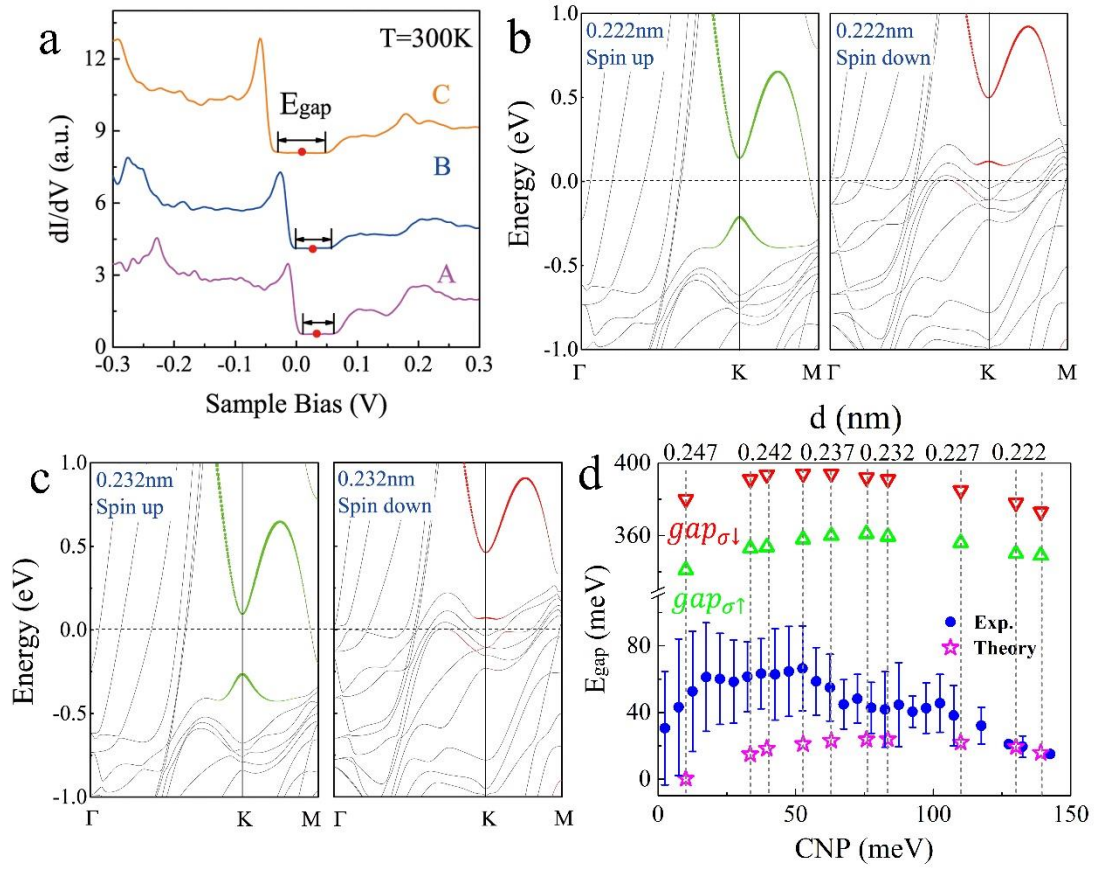 a
T=300K
12
9
6
3
0
C
B
A
Egap
dI/dV (a.u.)
-0.3 -0.2 -0.1 0.0 0.1 0.2 0.3
Sample Bias (V)
b
0.222nm
Spin up
0.222nm
Spin down
1.0
0.5
0.0
-0.5
-1.0
Energy (eV)
Γ K M Γ K M
c
0.232nm
Spin up
0.232nm
Spin down
1.0
0.5
0.0
-0.5
-1.0
Energy (eV)
Γ K M Γ K M
d (nm)
0.247 0.242 0.237 0.232 0.227 0.222
d
400
360
80
40
0
gapσ↓
gapσ↑
Exp.
Theory
Egap (meV)
0 50 100 150
CNP (meV)